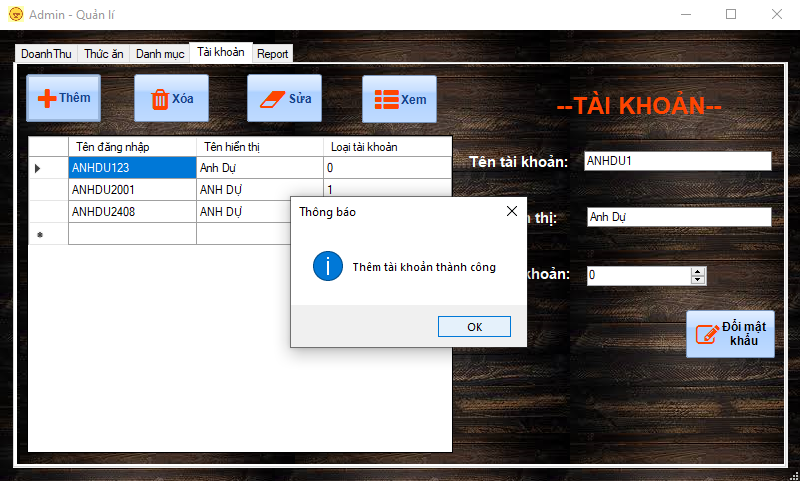 Admin - Quản lí
DoanhThu Thức ăn Danh mục Tài khoản Report
Thêm Xóa Sửa Xem
--TÀI KHOẢN--
Tên đăng nhập Tên hiển thị Loại tài khoản
ANHDU123 Anh Dự 0
ANHDU2001 ANH DỰ 1
ANHDU2408 ANH DỰ
Tên tài khoản: ANHDU1
thị: Anh Dự
khoản: 0
Đổi mật
khẩu
Thông báo
Thêm tài khoản thành công
OK